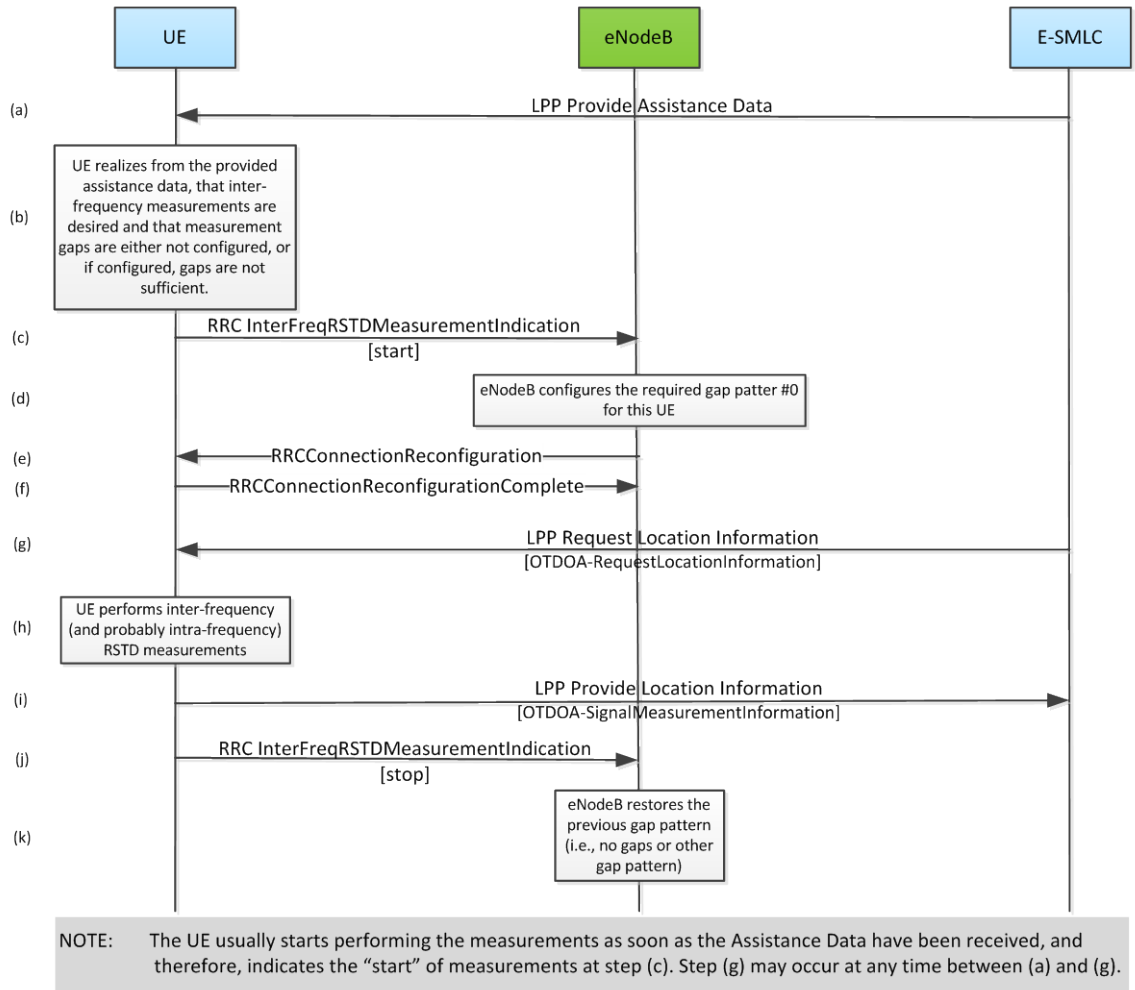 UE
eNodeB
E-SMLC
(a)
LPP Provide Assistance Data
(b)
UE realizes from the provided
assistance data, that inter-
frequency measurements are
desired and that measurement
gaps are either not configured, or
if configured, gaps are not
sufficient.
(c)
RRC InterFreqRSTDMeasurementIndication
[start]
(d)
eNodeB configures the required gap patter #0
for this UE
(e)
RRCConnectionReconfiguration
(f)
RRCConnectionReconfigurationComplete
(g)
LPP Request Location Information
[OTDOA-RequestLocationInformation]
(h)
UE performs inter-frequency
(and probably intra-frequency)
RSTD measurements
(i)
LPP Provide Location Information
[OTDOA-SignalMeasurementInformation]
(j)
RRC InterFreqRSTDMeasurementIndication
[stop]
(k)
eNodeB restores the
previous gap pattern
(i.e., no gaps or other
gap pattern)
NOTE: The UE usually starts performing the measurements as soon as the Assistance Data have been received, and
therefore, indicates the “start” of measurements at step (c). Step (g) may occur at any time between (a) and (g).